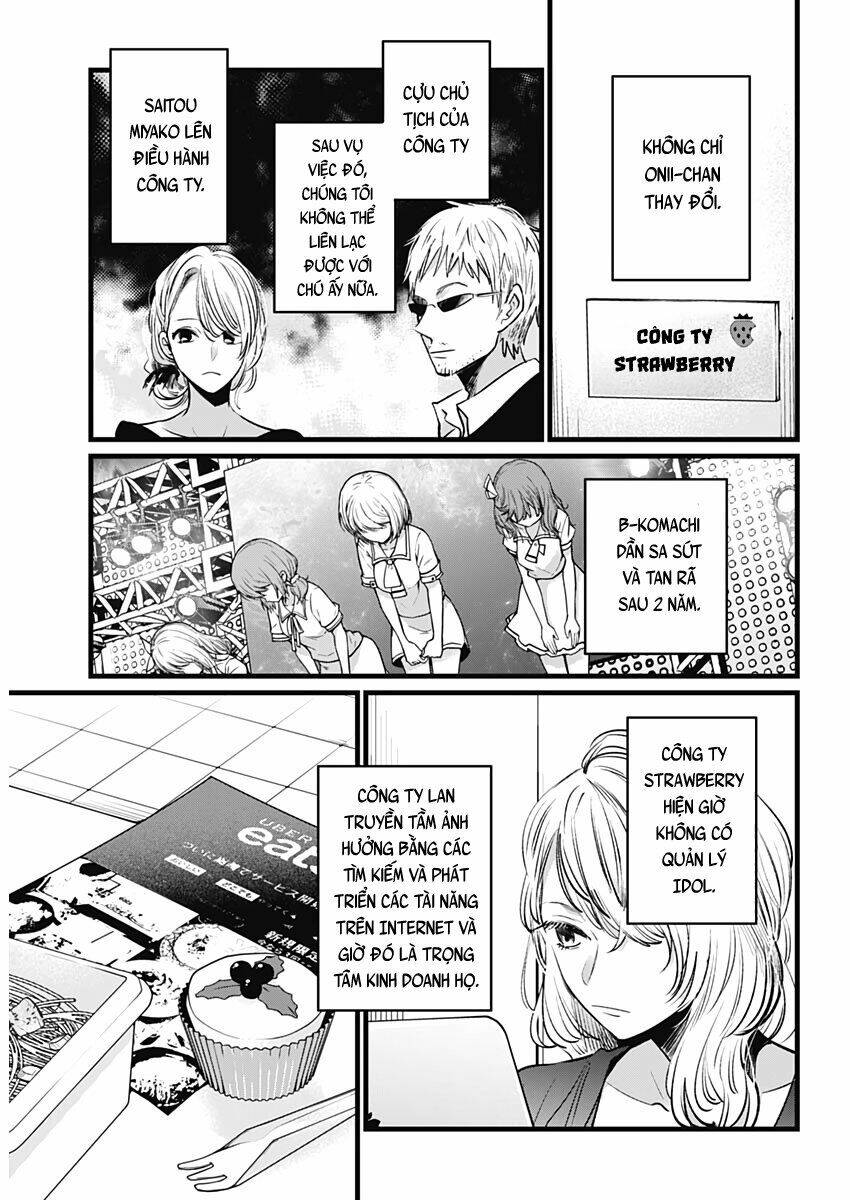 KHÔNG CHỈ
ONII-CHAN
THAY ĐỔI.
CÔNG TY
STRAWBERRY
CỰU CHỦ
TỊCH CỦA
CÔNG TY
SAU VỤ
VIỆC ĐÓ,
CHÚNG TÔI
KHÔNG THỂ
LIÊN LẠC
ĐƯỢC VỚI
CHÚ ẤY NỮA.
SAITOU
MIYAKO LÊN
ĐIỀU HÀNH
CÔNG TY.
B-KOMACHI
DẦN SA SÚT
VÀ TAN RÃ
SAU 2 NĂM.
CÔNG TY
STRAWBERRY
HIỆN GIỜ
KHÔNG CÓ
QUẢN LÝ
IDOL.
CÔNG TY LAN
TRUYỀN TẦM ẢNH
HƯỞNG BẰNG CÁC
TÌM KIẾM VÀ PHÁT
TRIỂN CÁC TÀI NĂNG
TRÊN INTERNET VÀ
GIỜ ĐÓ LÀ TRỌNG
TÂM KINH DOANH HỌ.
UBER
eats
新規限定